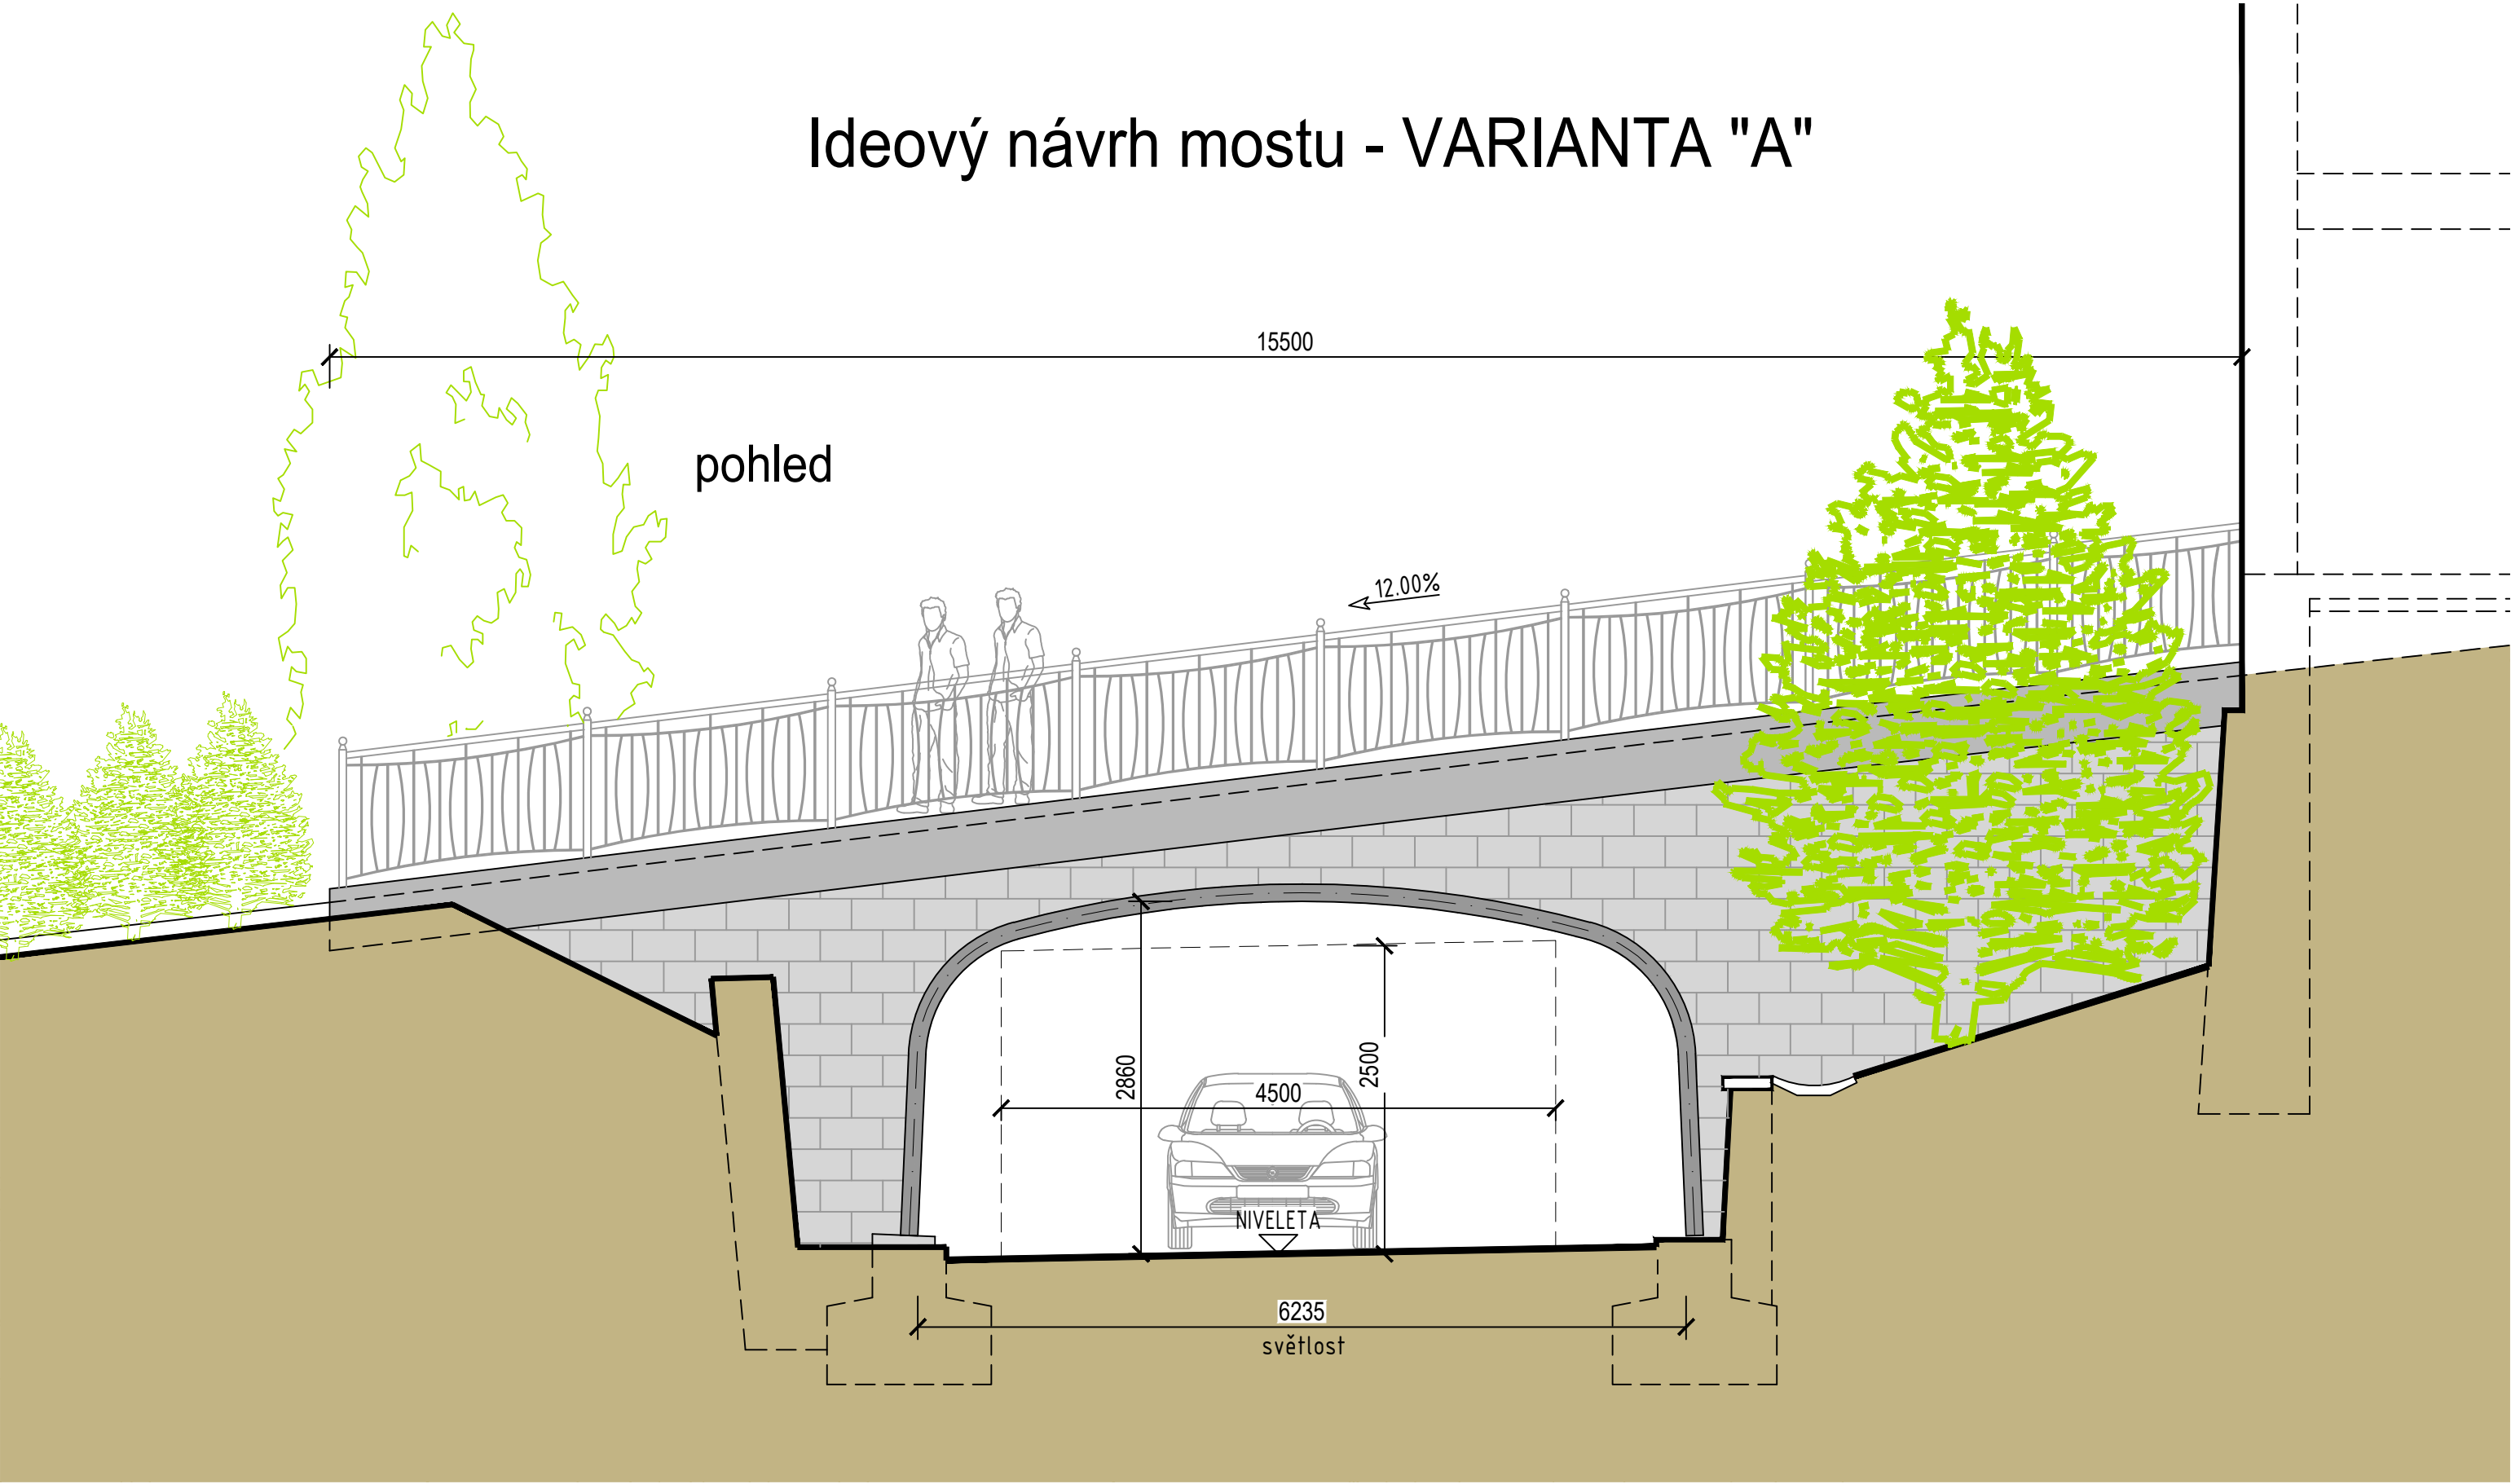 Ideový návrh mostu - VARIANTA "A"
15500
pohled
12.00%
2860
2500
4500
NIVELETA
6235
světlost